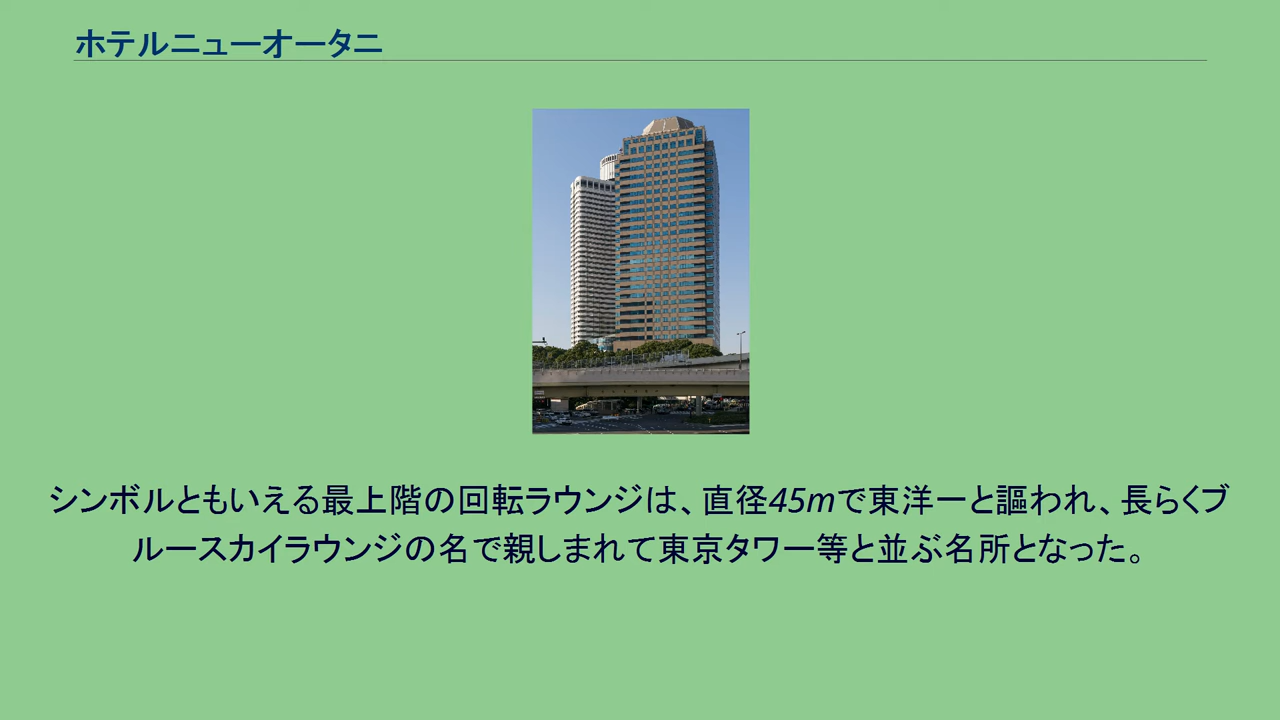 ホテルニューオータニ
シンボルともいえる最上階の回転ラウンジは、直径45mで東洋一と謳われ、長らくブ
ルースカイラウンジの名で親しまれて東京タワー等と並ぶ名所となった。